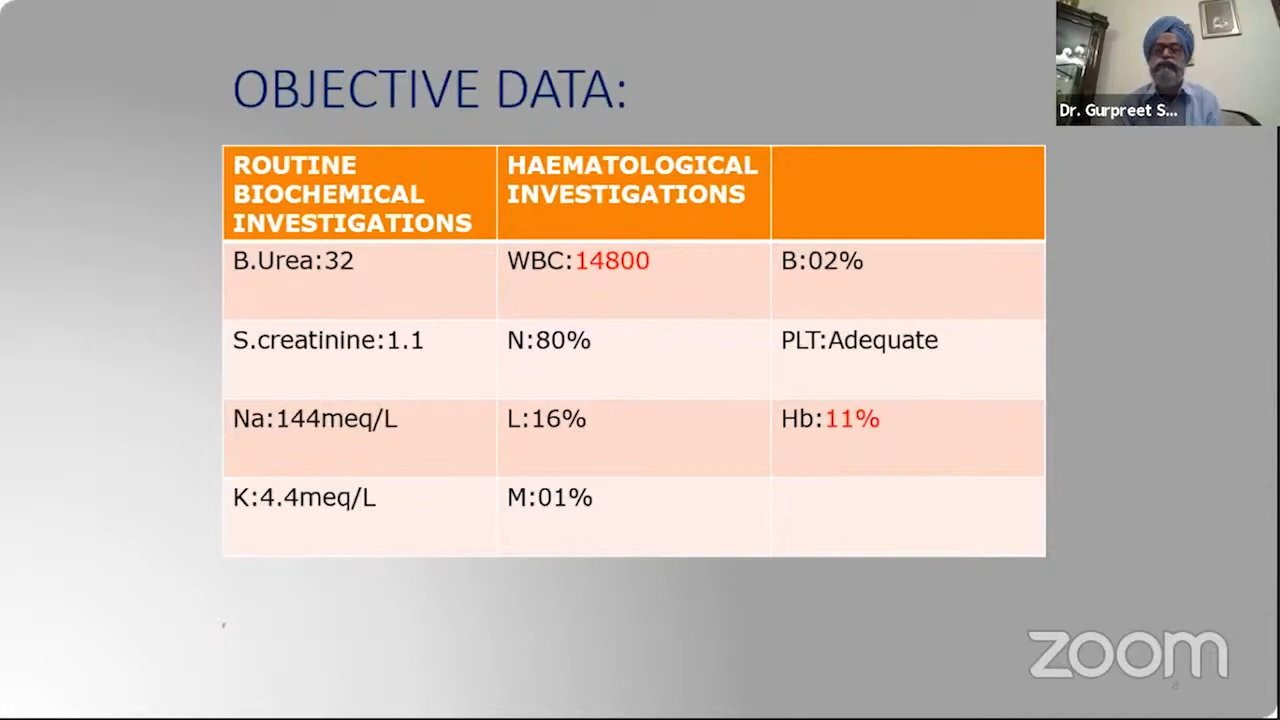 OBJECTIVE DATA:
Dr. Gurpreet S...
ROUTINE
BIOCHEMICAL
INVESTIGATIONS
HAEMATOLOGICAL
INVESTIGATIONS
B.Urea:32
WBC:14800
B:02%
S.creatinine:1.1
N:80%
PLT:Adequate
Na:144meq/L
L:16%
Hb:11%
K:4.4meq/L
M:01%
zoom